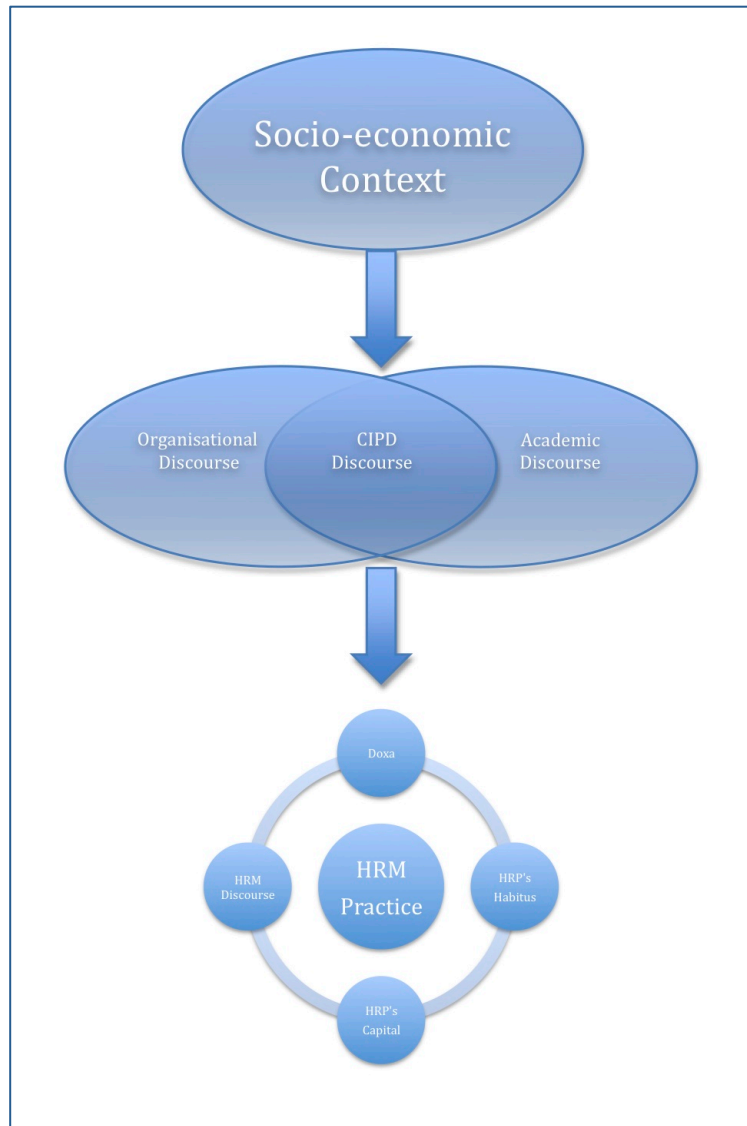 Socio-economic
Context
Organisational
Discourse
CIPD
Discourse
Academic
Discourse
Doxa
HRM
Discourse
HRM
Practice
HRP's
Habitus
HRP's
Capital